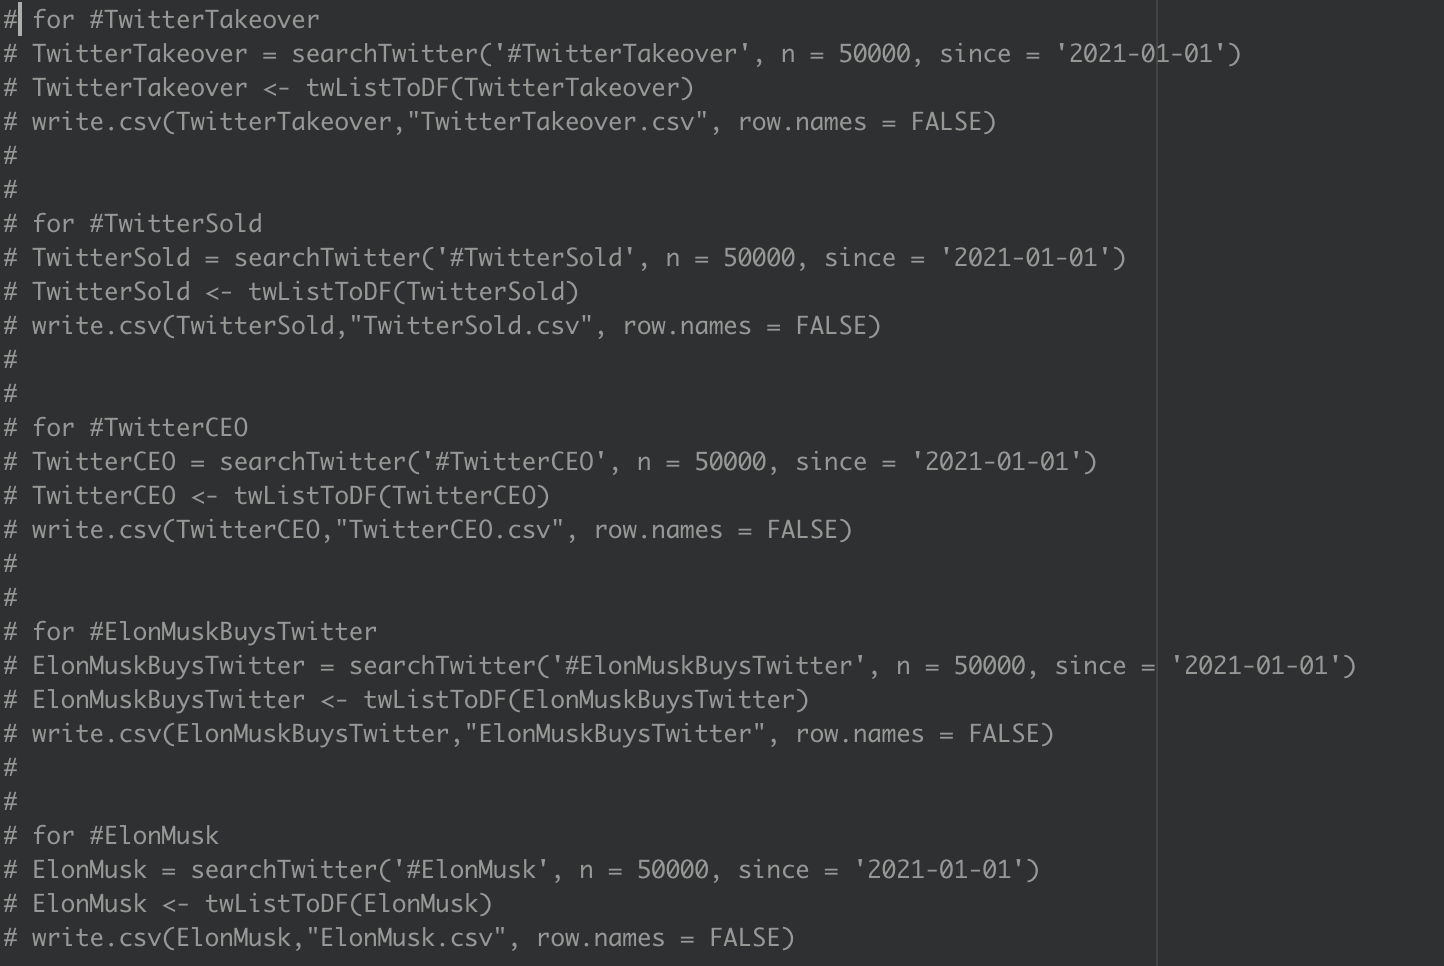 # for #TwitterTakeover
# TwitterTakeover = searchTwitter('#TwitterTakeover', n = 50000, since = '2021-01-01')
# TwitterTakeover <- twListToDF(TwitterTakeover)
# write.csv(TwitterTakeover,"TwitterTakeover.csv", row.names = FALSE)
#
#
# for #TwitterSold
# TwitterSold = searchTwitter('#TwitterSold', n = 50000, since = '2021-01-01')
# TwitterSold <- twListToDF(TwitterSold)
# write.csv(TwitterSold,"TwitterSold.csv", row.names = FALSE)
#
#
# for #TwitterCEO
# TwitterCEO = searchTwitter('#TwitterCEO', n = 50000, since = '2021-01-01')
# TwitterCEO <- twListToDF(TwitterCEO)
# write.csv(TwitterCEO,"TwitterCEO.csv", row.names = FALSE)
#
#
# for #ElonMuskBuysTwitter
# ElonMuskBuysTwitter = searchTwitter('#ElonMuskBuysTwitter', n = 50000, since = '2021-01-01')
# ElonMuskBuysTwitter <- twListToDF(ElonMuskBuysTwitter)
# write.csv(ElonMuskBuysTwitter,"ElonMuskBuysTwitter", row.names = FALSE)
#
#
# for #ElonMusk
# ElonMusk = searchTwitter('#ElonMusk', n = 50000, since = '2021-01-01')
# ElonMusk <- twListToDF(ElonMusk)
# write.csv(ElonMusk,"ElonMusk.csv", row.names = FALSE)